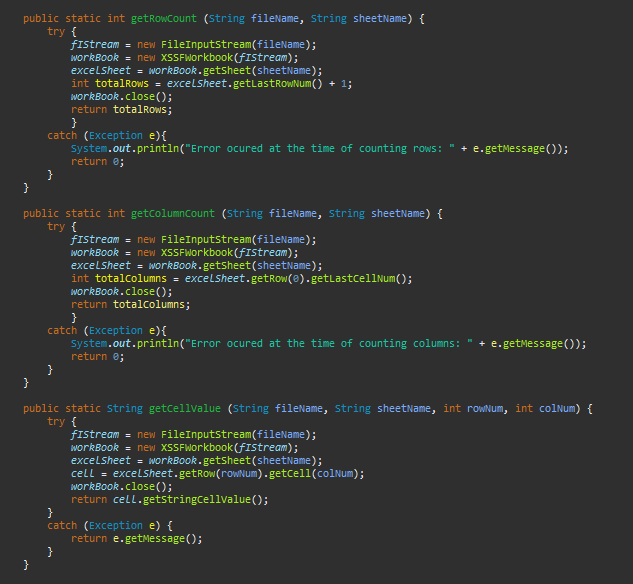 public static int getRowCount (String fileName, String sheetName) {
try {
fIStream = new FileInputStream(fileName);
workBook = new XSSFWorkbook(fIStream);
excelSheet = workBook.getSheet(sheetName);
int totalRows = excelSheet.getLastRowNum() + 1;
workBook.close();
return totalRows;
}
catch (Exception e){
System.out.println("Error ocured at the time of counting rows: " + e.getMessage());
return 0;
}
}
public static int getColumnCount (String fileName, String sheetName) {
try {
fIStream = new FileInputStream(fileName);
workBook = new XSSFWorkbook(fIStream);
excelSheet = workBook.getSheet(sheetName);
int totalColumns = excelSheet.getRow(0).getLastCellNum();
workBook.close();
return totalColumns;
}
catch (Exception e){
System.out.println("Error ocured at the time of counting columns: " + e.getMessage());
return 0;
}
}
public static String getCellValue (String fileName, String sheetName, int rowNum, int colNum) {
try {
fIStream = new FileInputStream(fileName);
workBook = new XSSFWorkbook(fIStream);
excelSheet = workBook.getSheet(sheetName);
cell = excelSheet.getRow(rowNum).getCell(colNum);
workBook.close();
return cell.getStringCellValue();
}
catch (Exception e) {
return e.getMessage();
}
}